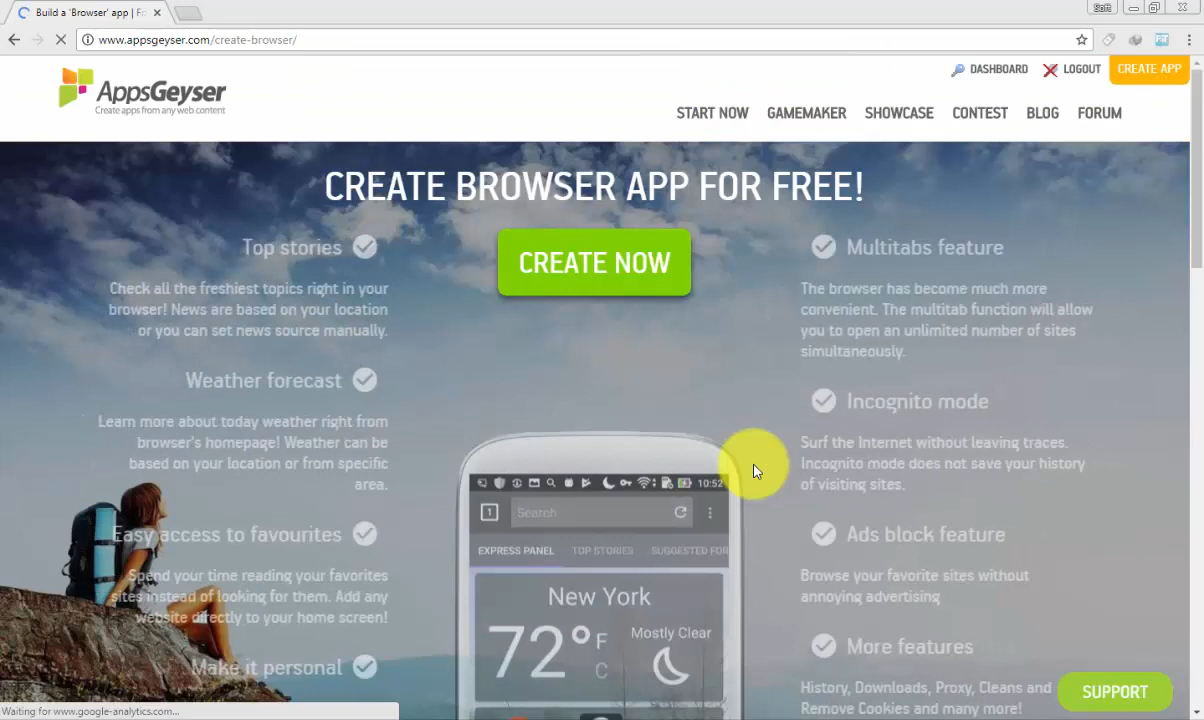 Build a 'Browser' app | Fr
Soft
www.appsgeyser.com/create-browser/
DASHBOARD
LOGOUT
CREATE APP
AppsGeyser
Create apps from any web content
START NOW
GAMEMAKER
SHOWCASE
CONTEST
BLOG
FORUM
CREATE BROWSER APP FOR FREE!
CREATE NOW
Top stories
Check all the freshiest topics right in your
browser! News are based on your location
or you can set news source manually.
Weather forecast
Learn more about today weather right from
browser's homepage! Weather can be
based on your location or from specific
area.
Easy access to favourites
Spend your time reading your favorites
sites instead of looking for them. Add any
website directly to your home screen!
Make it personal
10:52
1
Search
EXPRESS PANEL
TOP STORIES
SUGGESTED FOR
New York
72° F
C
Mostly Clear
Multitabs feature
The browser has become much more
convenient. The multitab function will allow
you to open an unlimited number of sites
simultaneously.
Incognito mode
Surf the Internet without leaving traces.
Incognito mode does not save your history
of visiting sites.
Ads block feature
Browse your favorite sites without
annoying advertising
More features
History, Downloads, Proxy, Cleans and
Remove Cookies and many more!
SUPPORT
Waiting for www.google-analytics.com...